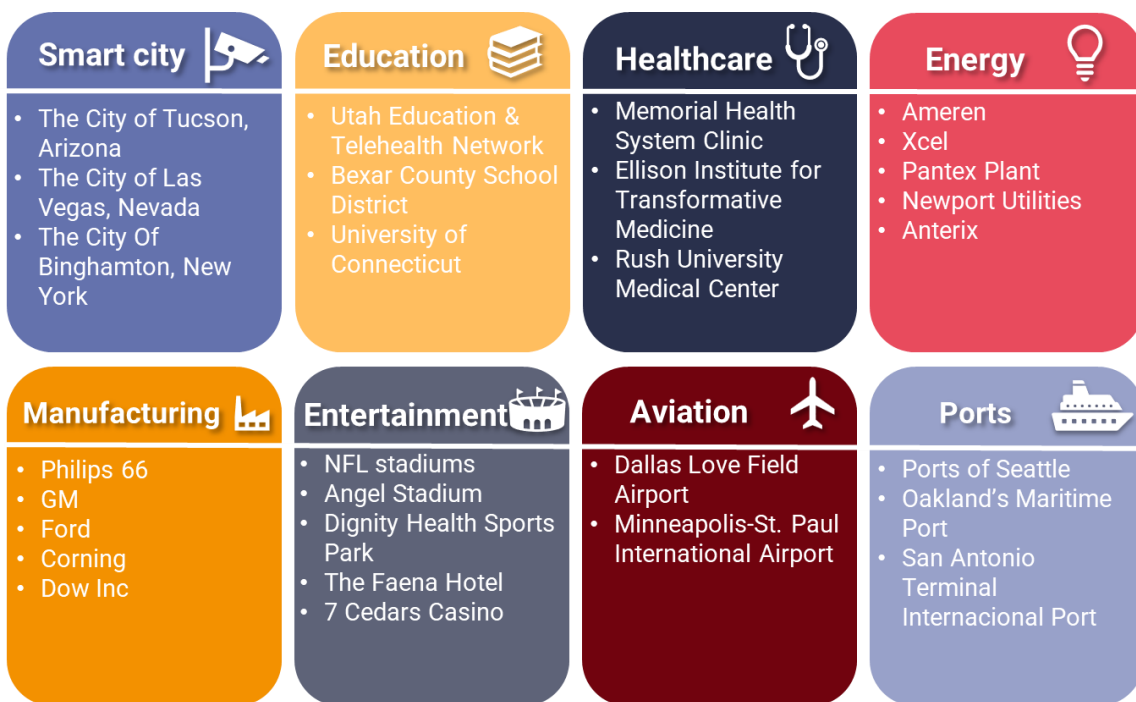 Smart city
• The City of Tucson,
Arizona
• The City of Las
Vegas, Nevada
• The City Of
Binghamton, New
York
Education
• Utah Education &
Telehealth Network
• Bexar County School
District
• University of
Connecticut
Healthcare
• Memorial Health
System Clinic
• Ellison Institute for
Transformative
Medicine
• Rush University
Medical Center
Energy
• Ameren
• Xcel
• Pantex Plant
• Newport Utilities
• Anterix
Manufacturing
• Philips 66
• GM
• Ford
• Corning
• Dow Inc
Entertainment
• NFL stadiums
• Angel Stadium
• Dignity Health Sports
Park
• The Faena Hotel
• 7 Cedars Casino
Aviation
• Dallas Love Field
Airport
• Minneapolis-St. Paul
International Airport
Ports
• Ports of Seattle
• Oakland’s Maritime
Port
• San Antonio
Terminal
Internacional Port